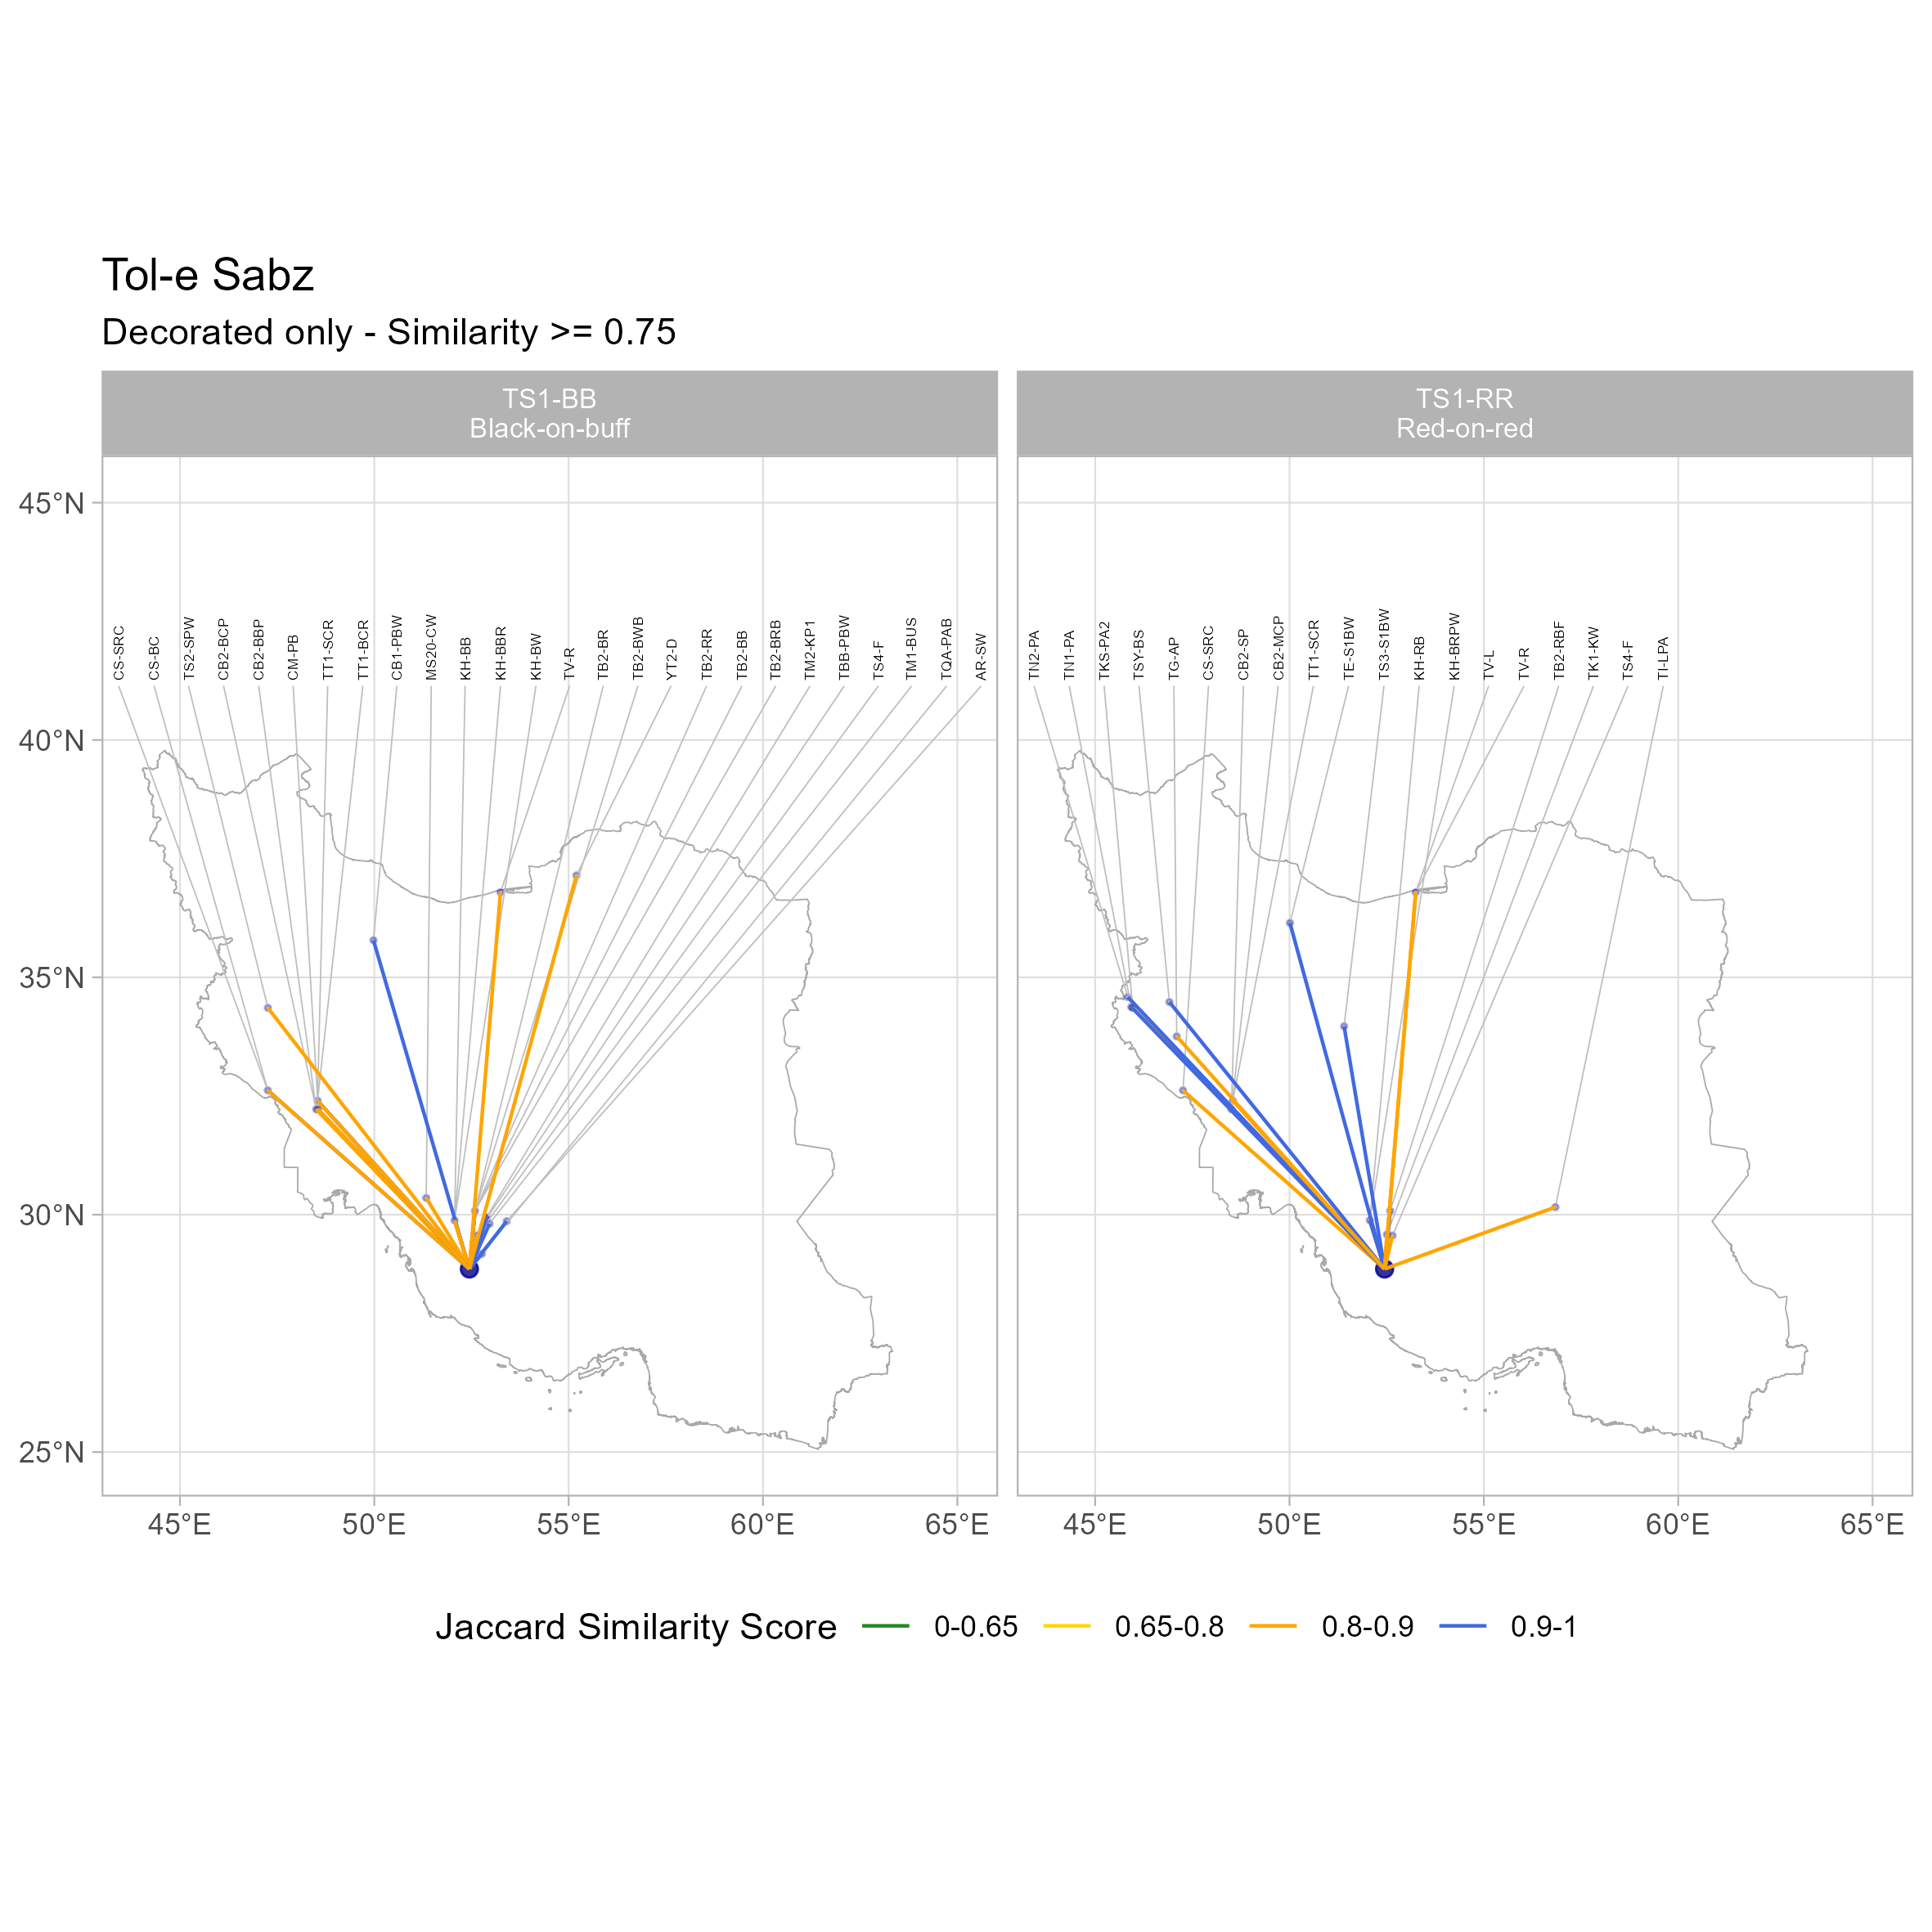 Tol-e Sabz
Decorated only - Similarity >= 0.75
TS1-BB
Black-on-buff
TS1-RR
Red-on-red
45°N
40°N
35°N
30°N
25°N
CS-SRC
CS-BC
TS2-SPW
CB2-BCP
CB2-BBP
CM-PB
TT1-SCR
TT1-BCR
CB1-PBW
MS20-CW
KH-BB
KH-BBR
KH-BW
TV-R
TB2-BR
TB2-BWB
YT2-D
TB2-RR
TB2-BB
TB2-BRB
TM2-KP1
TBB-PBW
TS4-F
TM1-BUS
TQA-PAB
AR-SW
TN2-PA
TN1-PA
TKS-PA2
TSY-BS
TG-AP
CS-SRC
CB2-SP
CB2-MCP
TT1-SCR
TE-S1BW
TS3-S1BW
KH-RB
KH-BRPW
TV-L
TV-R
TB2-RBF
TK1-KW
TS4-F
TI-LPA
45°E 50°E 55°E 60°E 65°E
45°E 50°E 55°E 60°E 65°E
Jaccard Similarity Score 0-0.65 0.65-0.8 0.8-0.9 0.9-1